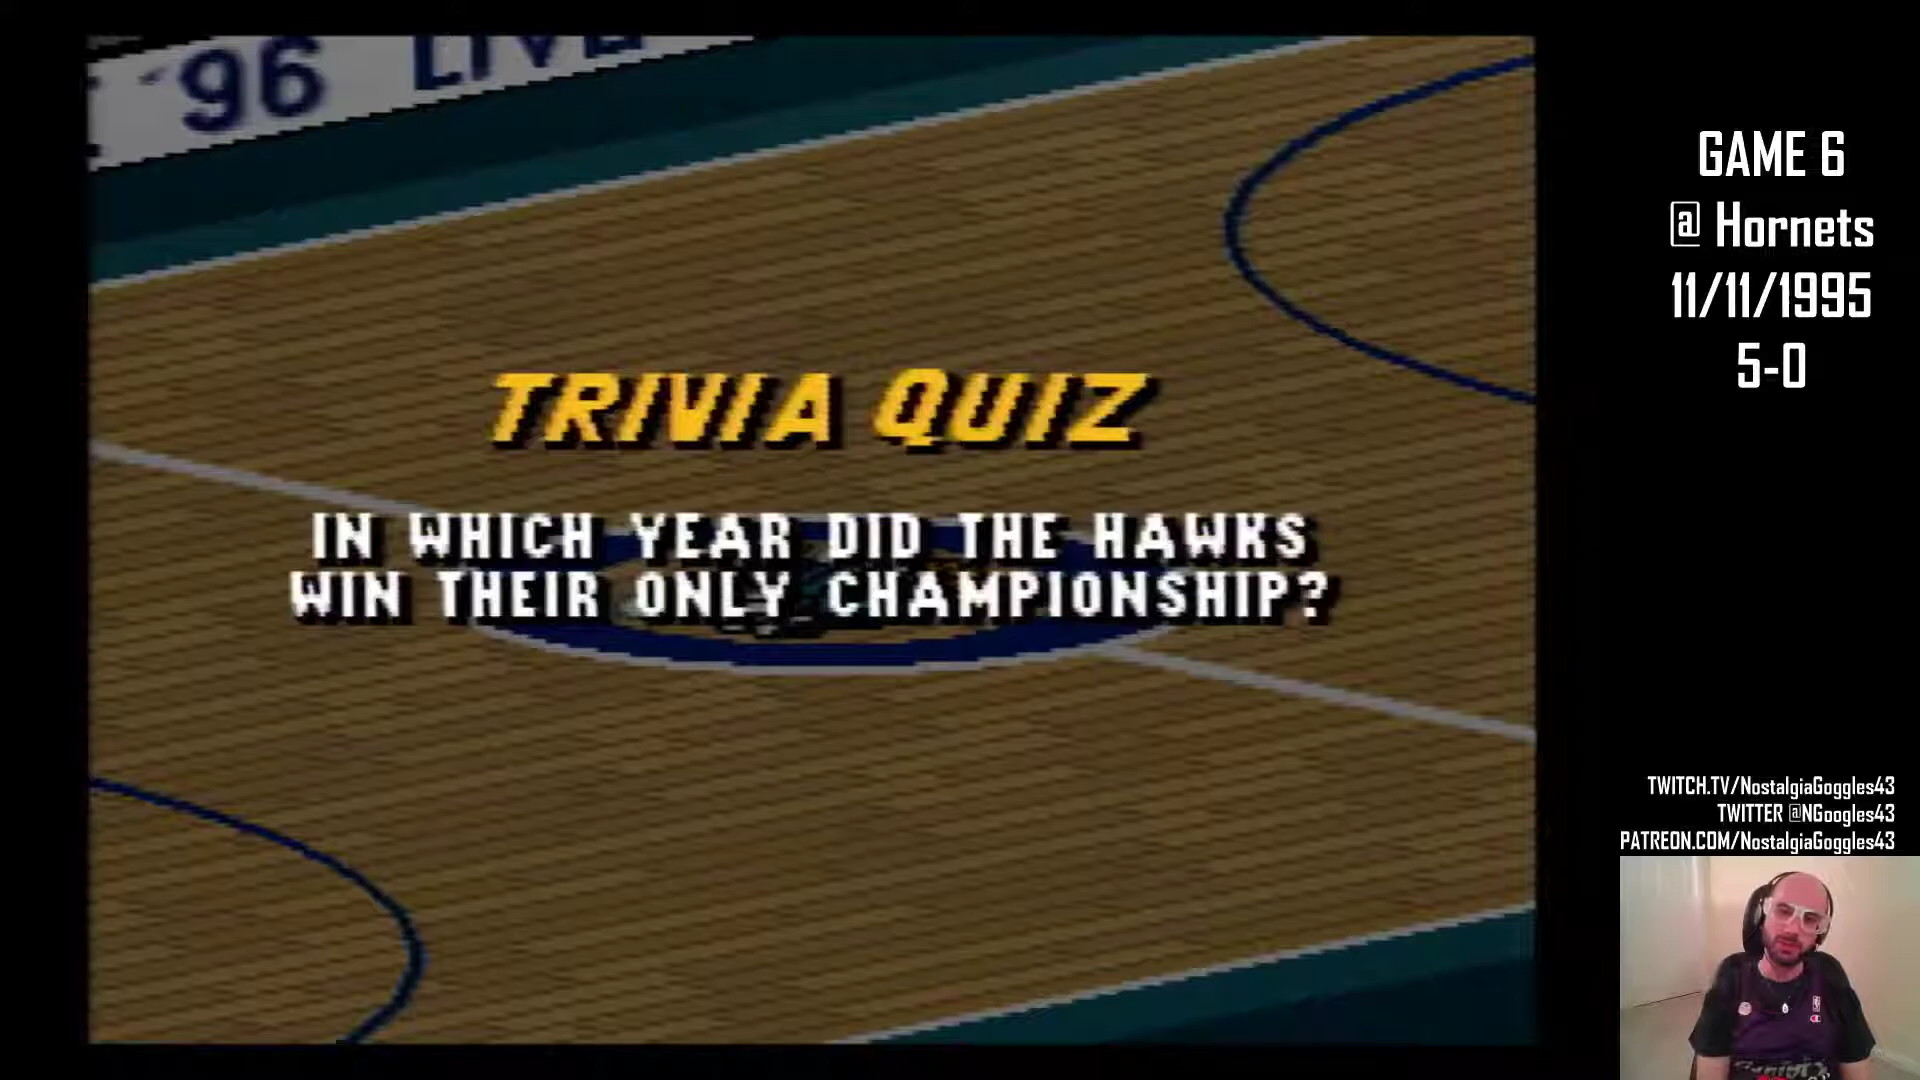 '96 LIVE
TRIVIA QUIZ
IN WHICH YEAR DID THE HAWKS
WIN THEIR ONLY CHAMPIONSHIP?
GAME 6
@ Hornets
11/11/1995
5-0
TWITCH.TV/NostalgiaGoggles43
TWITTER @NGoogles43
PATREON.COM/NostalgiaGoggles43